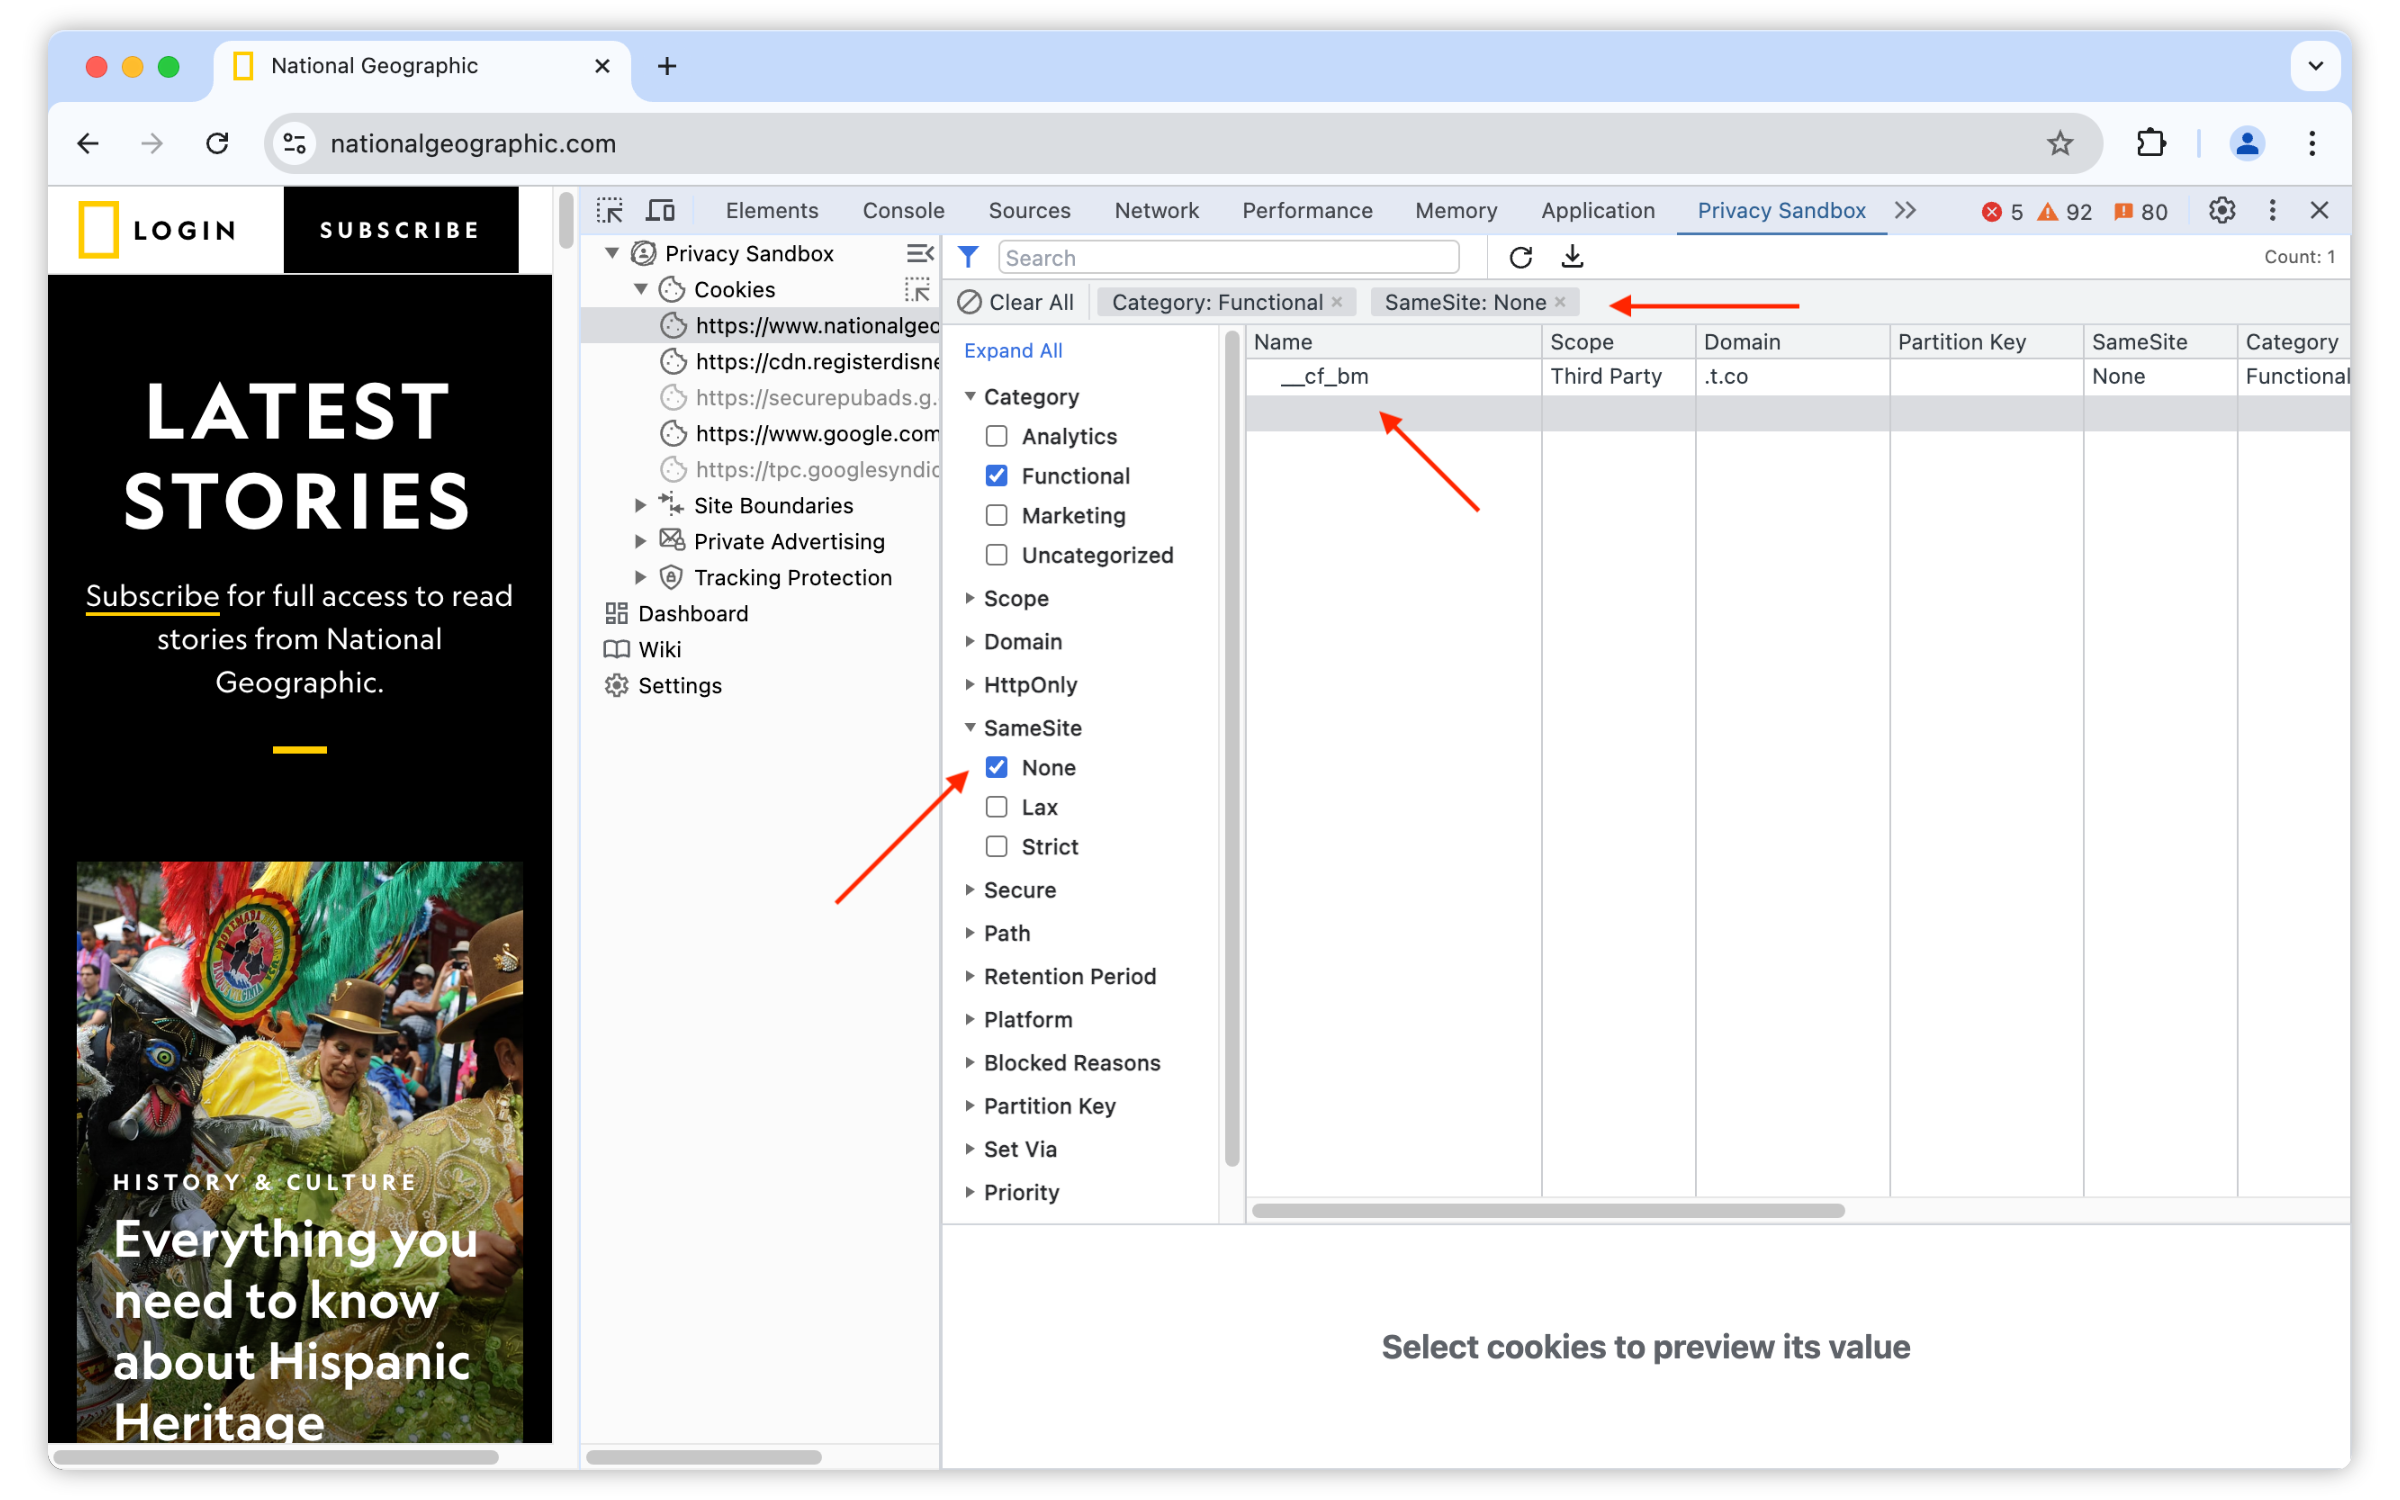 National Geographic
nationalgeographic.com
LOGIN
SUBSCRIBE
LATEST
STORIES
Subscribe for full access to read
stories from National
Geographic.
HISTORY & CULTURE
Everything you
need to know
about Hispanic
Heritage
Elements Console Sources Network Performance Memory Application Privacy Sandbox 5 92 80
Privacy Sandbox
Cookies
https://www.nationalgeo
https://cdn.registerdisne
https://securepubads.g.
https://www.google.com
https://tpc.googlesyndic
Site Boundaries
Private Advertising
Tracking Protection
Dashboard
Wiki
Settings
Search
Count: 1
Clear All Category: Functional × SameSite: None ×
Expand All
Category
Analytics
Functional
Marketing
Uncategorized
Scope
Domain
HttpOnly
SameSite
None
Lax
Strict
Secure
Path
Retention Period
Platform
Blocked Reasons
Partition Key
Set Via
Priority
Name Scope Domain Partition Key SameSite Category
__cf_bm Third Party .t.co None Functional
Select cookies to preview its value